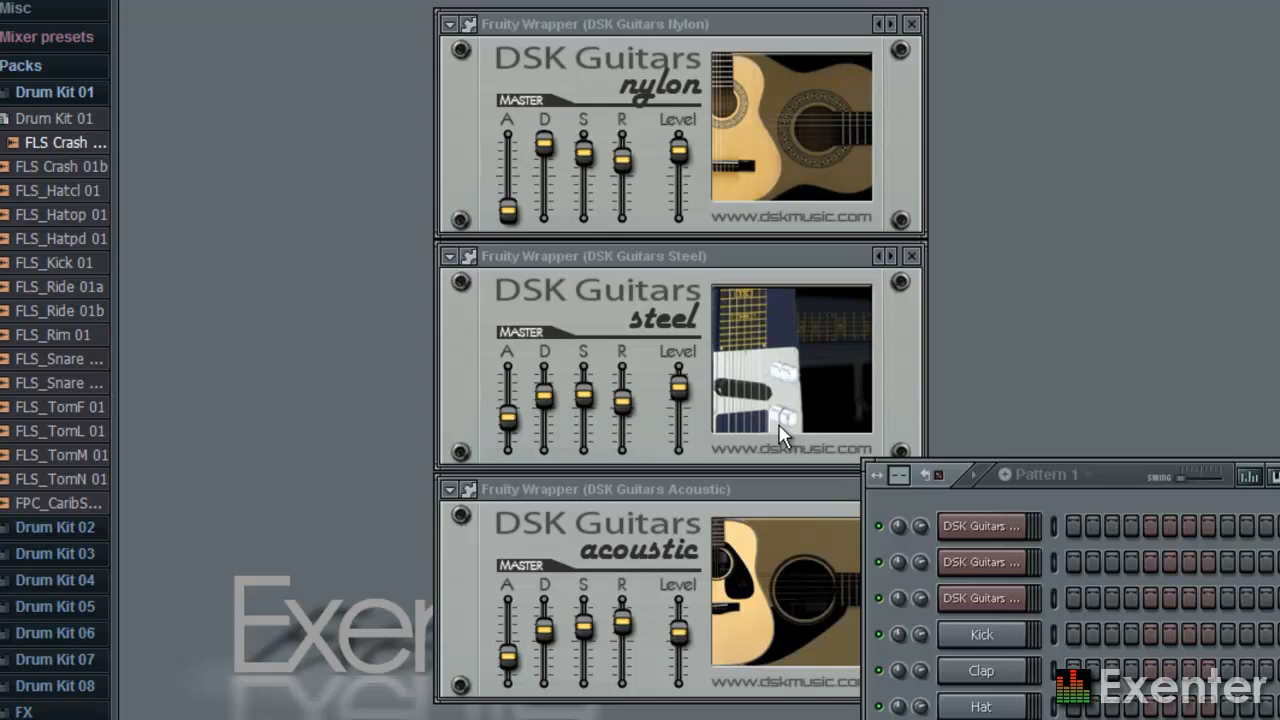 Misc
Mixer presets
Packs
Drum Kit 01
Drum Kit 01
FLS Crash ...
FLS Crash 01b
FLS_Hatcl 01
FLS_Hatop 01
FLS_Hatpd 01
FLS_Kick 01
FLS_Ride 01a
FLS_Ride 01b
FLS_Rim 01
FLS_Snare ...
FLS_Snare ...
FLS_TomF 01
FLS_TomL 01
FLS_TomM 01
FLS_TomN 01
FPC_CaribS...
Drum Kit 02
Drum Kit 03
Drum Kit 04
Drum Kit 05
Drum Kit 06
Drum Kit 07
Drum Kit 08
FX
Fruity Wrapper (DSK Guitars Nylon)
DSK Guitars
nylon
MASTER
A D S R Level
www.dskmusic.com
Fruity Wrapper (DSK Guitars Steel)
DSK Guitars
steel
MASTER
A D S R Level
www.dskmusic.com
Fruity Wrapper (DSK Guitars Acoustic)
DSK Guitars
acoustic
MASTER
A D S R Level
www.dskmusic.com
Pattern 1
SWING
DSK Guitars ...
DSK Guitars ...
DSK Guitars ...
Kick
Clap
Hat
Exenter